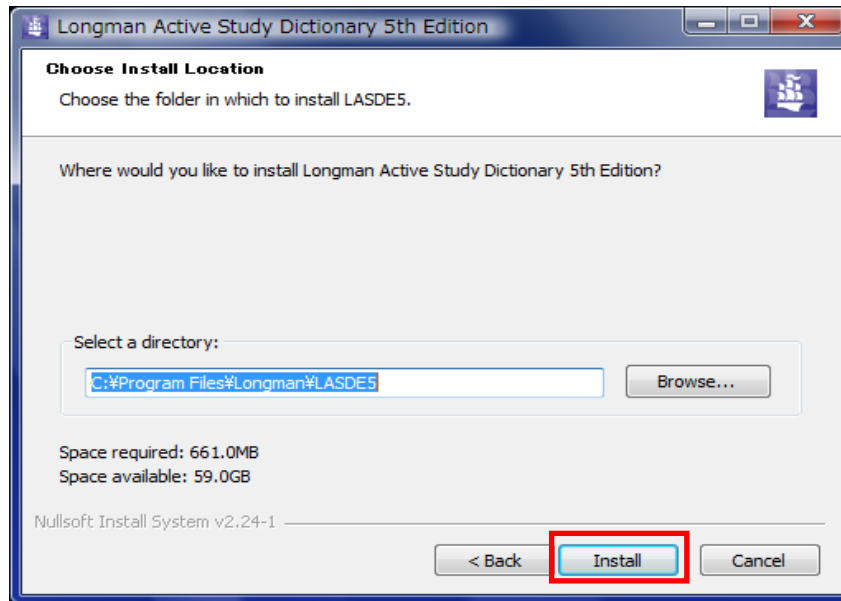 Longman Active Study Dictionary 5th Edition
Choose Install Location
Choose the folder in which to install LASDE5.
Where would you like to install Longman Active Study Dictionary 5th Edition?
Select a directory:
C:¥Program Files¥Longman¥LASDE5
Browse...
Space required: 661.0MB
Space available: 59.0GB
Nullsoft Install System v2.24-1
< Back Install Cancel